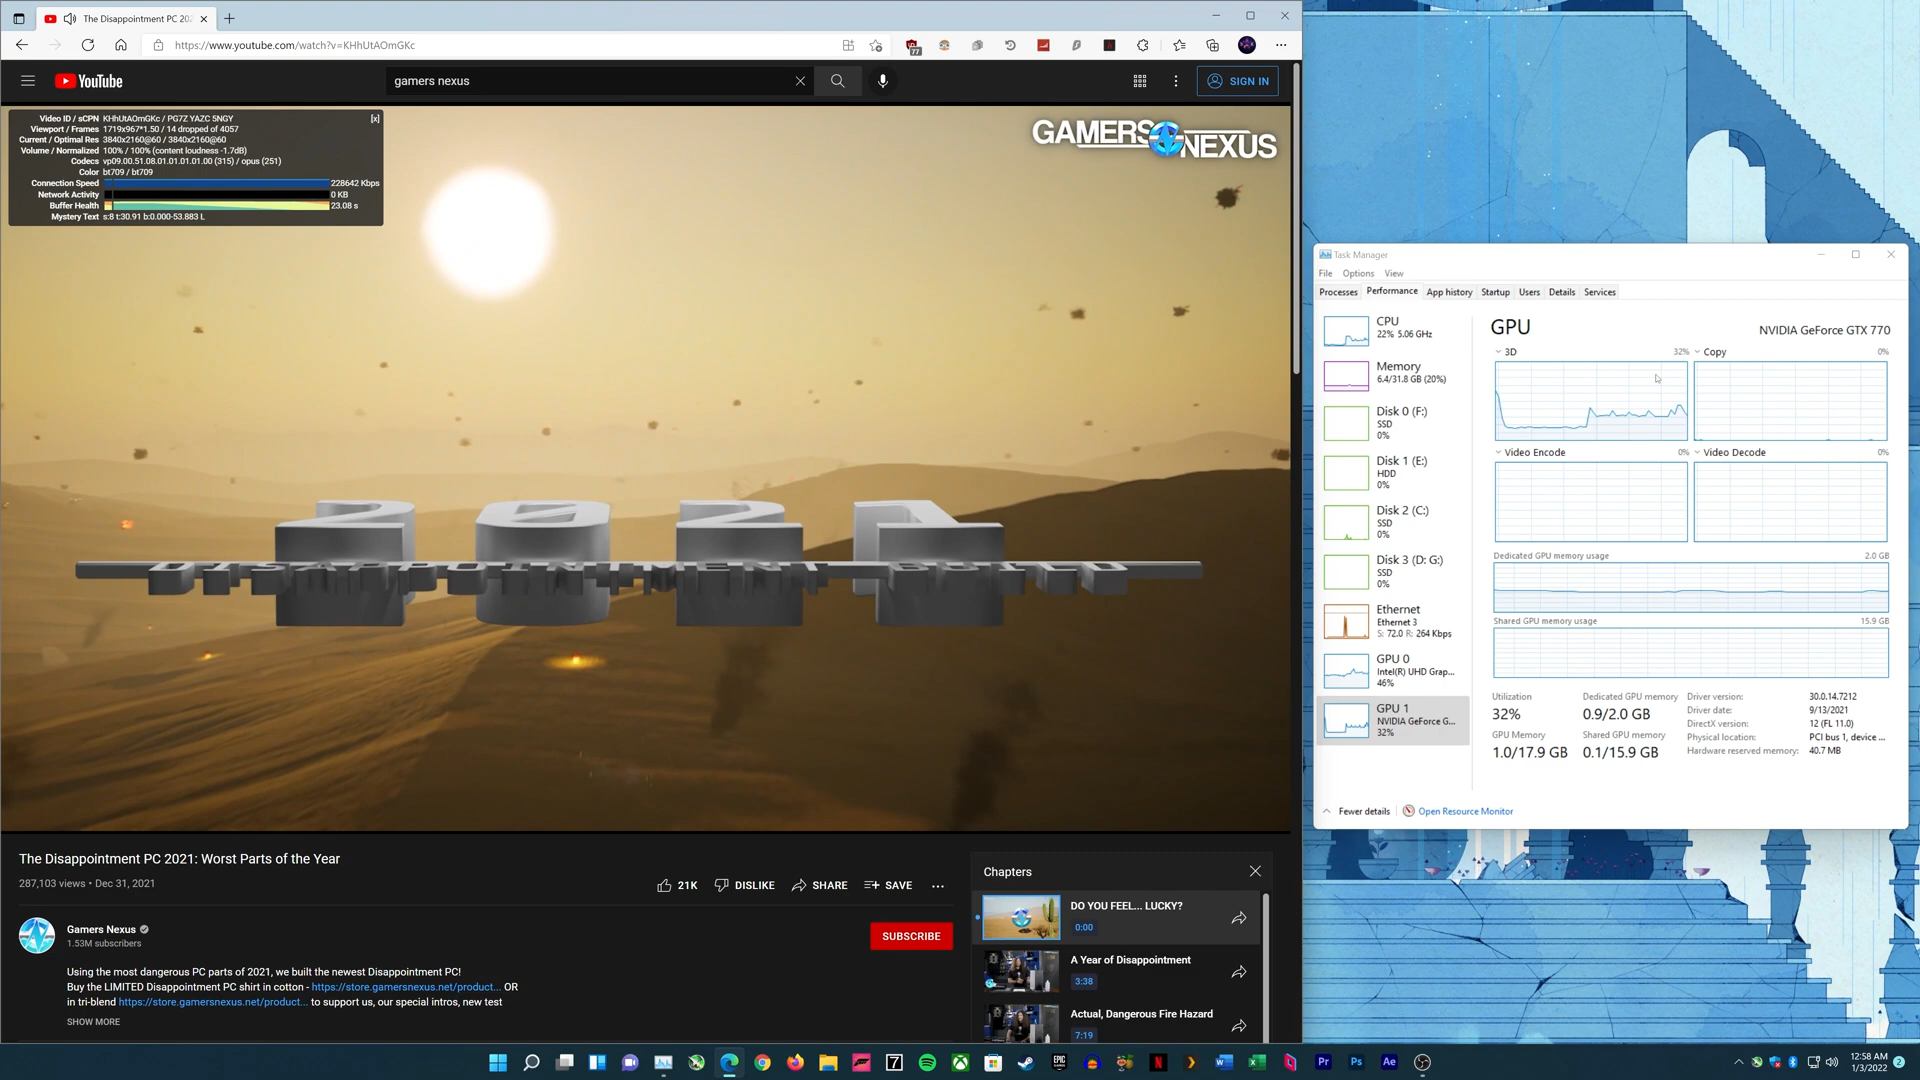 The Disappointment PC 202
https://www.youtube.com/watch?v=KHhUtAOmGKc
77
YouTube
gamers nexus
SIGN IN
Video ID / sCPN KHhUtAOmGKc / PG7Z YAZC 5NGY
Viewport / Frames 1719x967*1.50 / 14 dropped of 4057
Current / Optimal Res 3840x2160@60 / 3840x2160@60
Volume / Normalized 100% / 100% (content loudness -1.7dB)
Codecs vp09.00.51.08.01.01.01.01.00 (315) / opus (251)
Color bt709 / bt709
Connection Speed 228642 Kbps
Network Activity 0 KB
Buffer Health 23.08 s
Mystery Text s:8 t:30.91 b:0.000-53.883 L
[x]
GAMERS NEXUS
2021
DISAPPOINTMENT BUILD
The Disappointment PC 2021: Worst Parts of the Year
287,103 views • Dec 31, 2021
21K
DISLIKE
SHARE
SAVE
Gamers Nexus
1.53M subscribers
SUBSCRIBE
Using the most dangerous PC parts of 2021, we built the newest Disappointment PC!
Buy the LIMITED Disappointment PC shirt in cotton - https://store.gamersnexus.net/product... OR
in tri-blend https://store.gamersnexus.net/product... to support us, our special intros, new test
SHOW MORE
Chapters
DO YOU FEEL... LUCKY?
0:00
A Year of Disappointment
3:38
Actual, Dangerous Fire Hazard
7:19
Task Manager
File Options View
Processes Performance App history Startup Users Details Services
CPU
22% 5.06 GHz
Memory
6.4/31.8 GB (20%)
Disk 0 (F:)
SSD
0%
Disk 1 (E:)
HDD
0%
Disk 2 (C:)
SSD
0%
Disk 3 (D: G:)
SSD
0%
Ethernet
Ethernet 3
S: 72.0 R: 264 Kbps
GPU 0
Intel(R) UHD Grap...
46%
GPU 1
NVIDIA GeForce G...
32%
GPU
NVIDIA GeForce GTX 770
3D 32%
Copy 0%
Video Encode 0%
Video Decode 0%
Dedicated GPU memory usage 2.0 GB
Shared GPU memory usage 15.9 GB
Utilization
32%
Dedicated GPU memory
0.9/2.0 GB
GPU Memory
1.0/17.9 GB
Shared GPU memory
0.1/15.9 GB
Driver version: 30.0.14.7212
Driver date: 9/13/2021
DirectX version: 12 (FL 11.0)
Physical location: PCI bus 1, device ...
Hardware reserved memory: 40.7 MB
Fewer details
Open Resource Monitor
7
EPIC
N
W
X
Pr
Ps
Ae
12:58 AM
1/3/2022
2